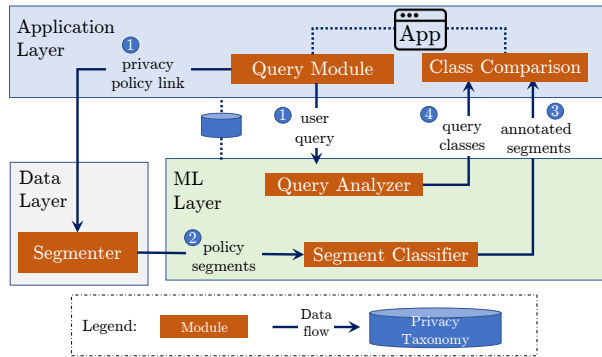 Application
Layer
App
1
privacy
policy link
Query Module
Class Comparison
1
user
query
4
query
classes
3
annotated
segments
Data
Layer
ML
Layer
Query Analyzer
Segmenter
2
policy
segments
Segment Classifier
Legend:
Module
Data
flow
Privacy
Taxonomy